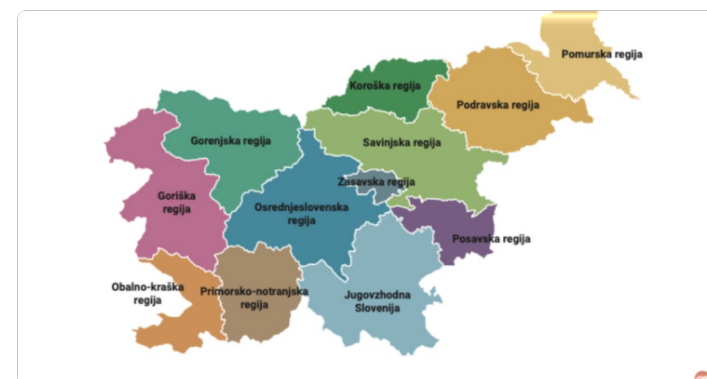 Pomurska regija
Koroška regija
Podravska regija
Gorenjska regija
Savinjska regija
Zasavska regija
Goriška
regija
Osrednjeslovenska
regija
Posavska regija
Obalno-kraška
regija
Primorsko-notranjska
regija
Jugovzhodna
Slovenija